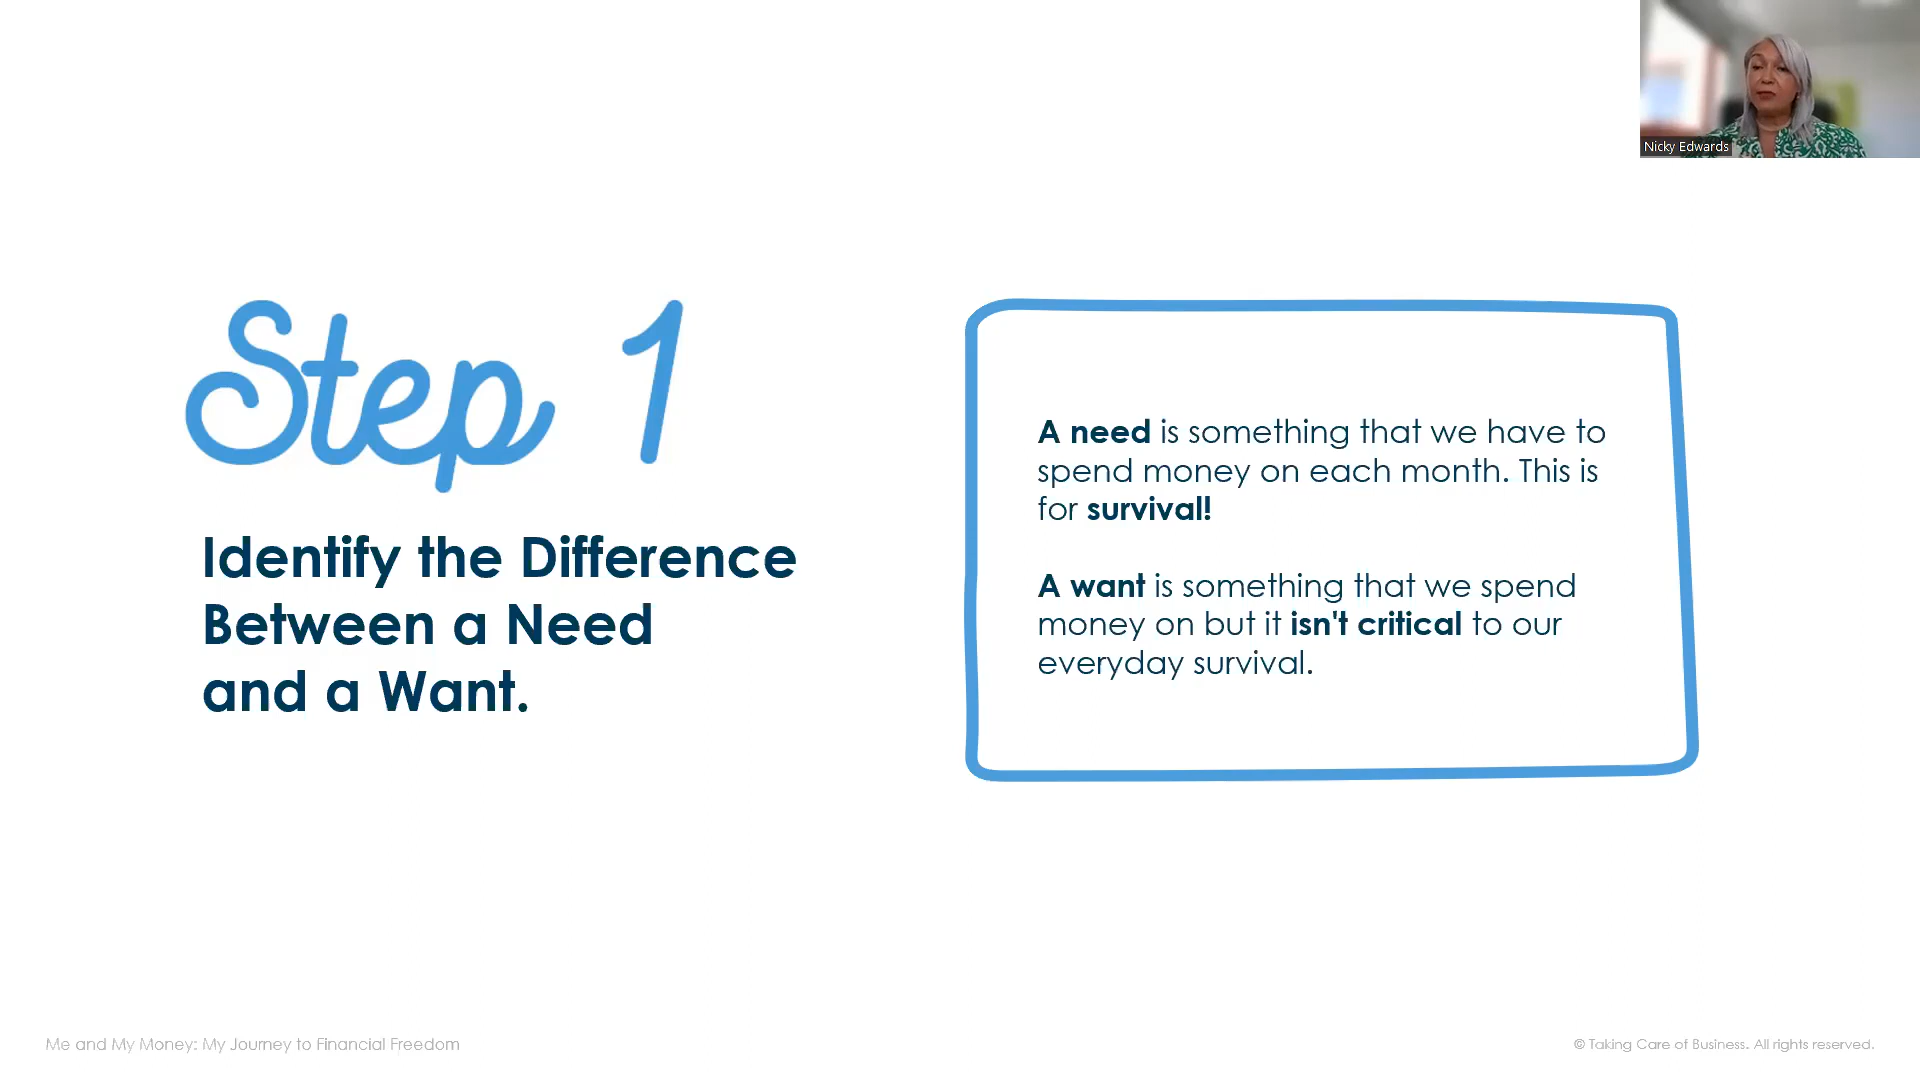 Nicky Edwards
Step 1
Identify the Difference
Between a Need
and a Want.
A need is something that we have to
spend money on each month. This is
for survival!
A want is something that we spend
money on but it isn't critical to our
everyday survival.
Me and My Money: My Journey to Financial Freedom
© Taking Care of Business. All rights reserved.